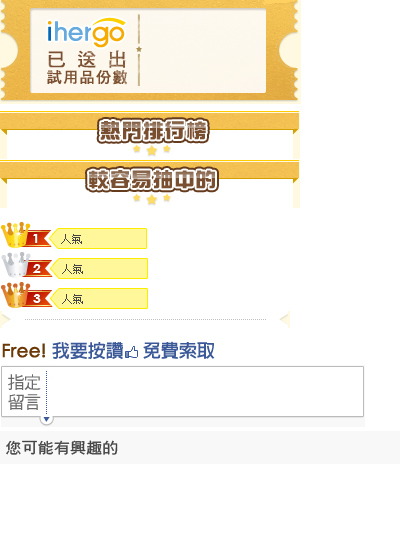 ihergo
已送出
試用品份數
熱門排行榜
較容易抽中的
1 人氣
2 人氣
3 人氣
Free! 我要按讚 免費索取
指定
留言
您可能有興趣的